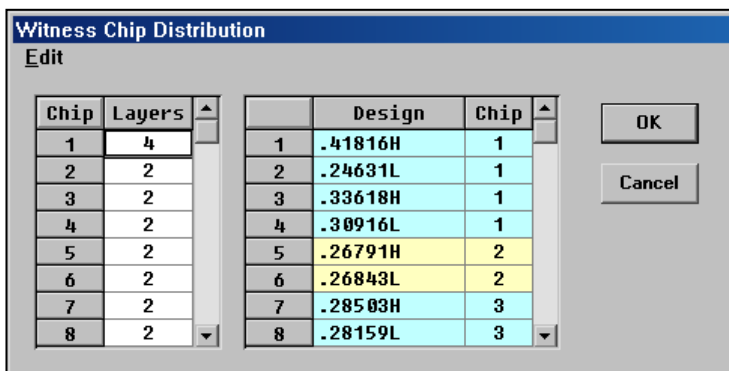 Witness Chip Distribution
Edit
Chip Layers
1 4
2 2
3 2
4 2
5 2
6 2
7 2
8 2
Design Chip
1 .41816H 1
2 .24631L 1
3 .33618H 1
4 .30916L 1
5 .26791H 2
6 .26843L 2
7 .28503H 3
8 .28159L 3
OK
Cancel